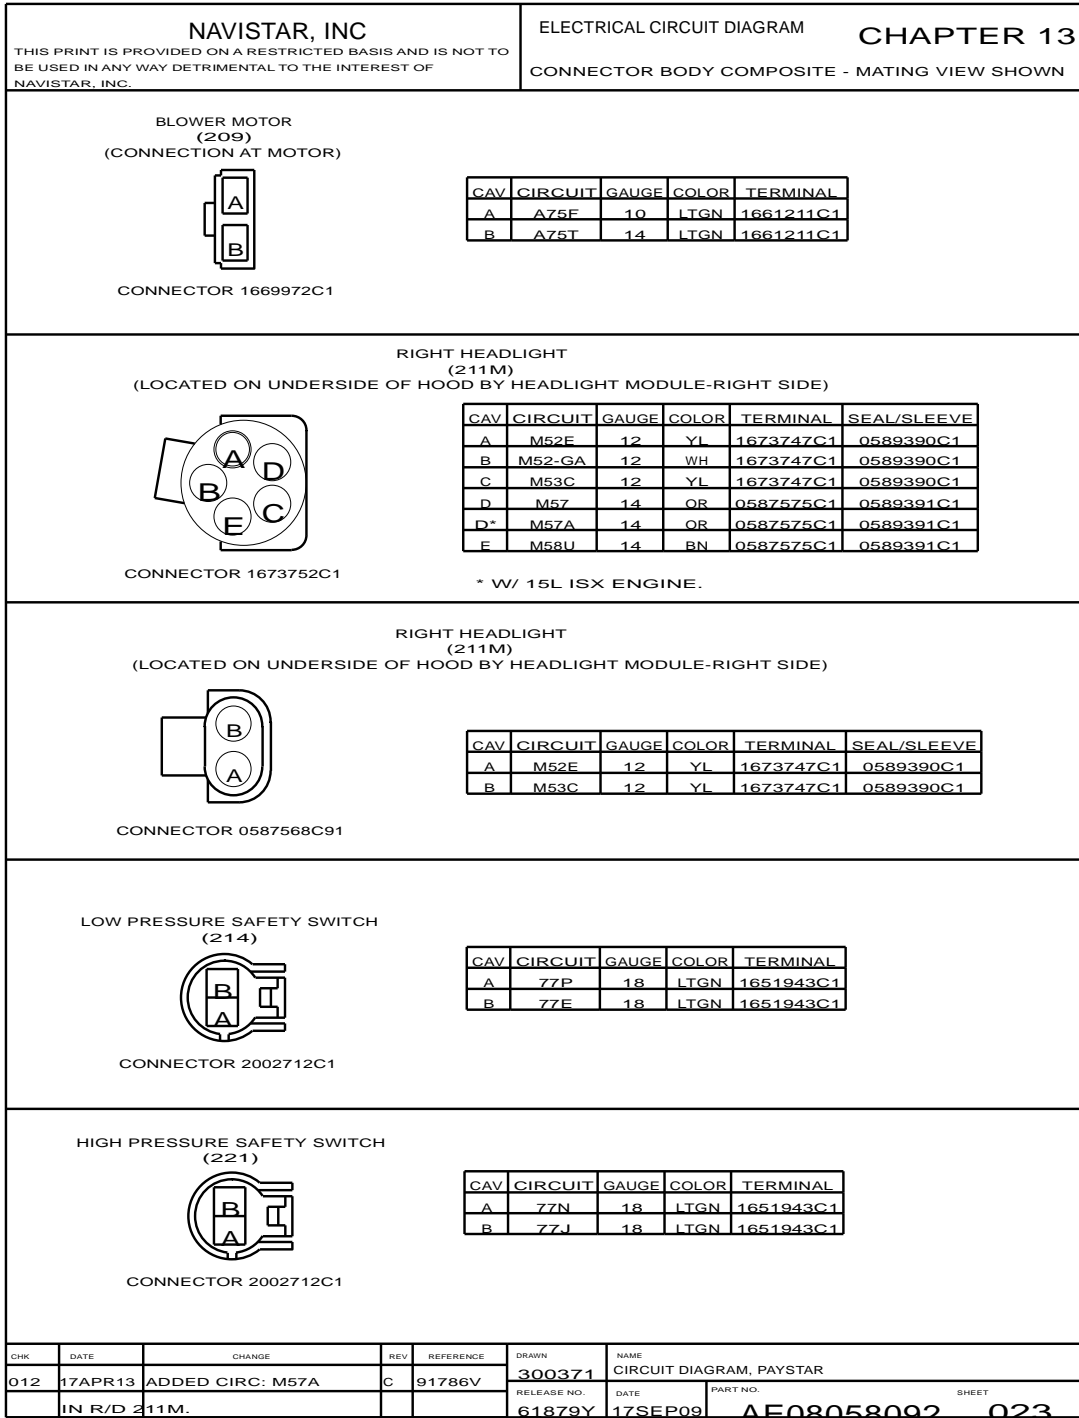 NAVISTAR, INC
THIS PRINT IS PROVIDED ON A RESTRICTED BASIS AND IS NOT TO
BE USED IN ANY WAY DETRIMENTAL TO THE INTEREST OF
NAVISTAR, INC.
ELECTRICAL CIRCUIT DIAGRAM CHAPTER 13
CONNECTOR BODY COMPOSITE - MATING VIEW SHOWN
BLOWER MOTOR
(209)
(CONNECTION AT MOTOR)
A
B
CONNECTOR 1669972C1
CAV CIRCUIT GAUGE COLOR TERMINAL
A A75F 10 LTGN 1661211C1
B A75T 14 LTGN 1661211C1
RIGHT HEADLIGHT
(211M)
(LOCATED ON UNDERSIDE OF HOOD BY HEADLIGHT MODULE-RIGHT SIDE)
A
D
B
C
E
CONNECTOR 1673752C1
CAV CIRCUIT GAUGE COLOR TERMINAL SEAL/SLEEVE
A M52E 12 YL 1673747C1 0589390C1
B M52-GA 12 WH 1673747C1 0589390C1
C M53C 12 YL 1673747C1 0589390C1
D M57 14 OR 0587575C1 0589391C1
D* M57A 14 OR 0587575C1 0589391C1
E M58U 14 BN 0587575C1 0589391C1
* W/ 15L ISX ENGINE.
RIGHT HEADLIGHT
(211M)
(LOCATED ON UNDERSIDE OF HOOD BY HEADLIGHT MODULE-RIGHT SIDE)
B
A
CONNECTOR 0587568C91
CAV CIRCUIT GAUGE COLOR TERMINAL SEAL/SLEEVE
A M52E 12 YL 1673747C1 0589390C1
B M53C 12 YL 1673747C1 0589390C1
LOW PRESSURE SAFETY SWITCH
(214)
B
A
CONNECTOR 2002712C1
CAV CIRCUIT GAUGE COLOR TERMINAL
A 77P 18 LTGN 1651943C1
B 77E 18 LTGN 1651943C1
HIGH PRESSURE SAFETY SWITCH
(221)
B
A
CONNECTOR 2002712C1
CAV CIRCUIT GAUGE COLOR TERMINAL
A 77N 18 LTGN 1651943C1
B 77J 18 LTGN 1651943C1
CHK DATE CHANGE REV REFERENCE
012 17APR13 ADDED CIRC: M57A C 91786V
IN R/D 211M.
DRAWN
300371
NAME
CIRCUIT DIAGRAM, PAYSTAR
RELEASE NO.
61879Y
DATE
17SEP09
PART NO.
AE08058092
SHEET
023